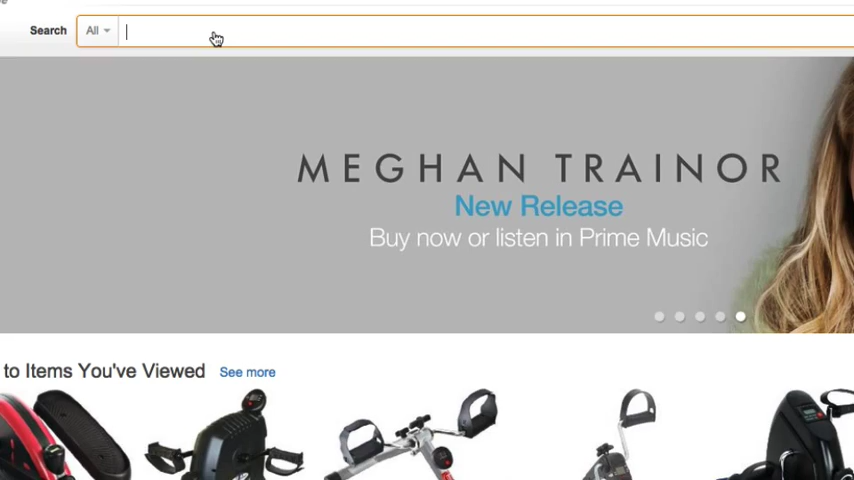 Search All
MEGHAN TRAINOR
New Release
Buy now or listen in Prime Music
to Items You've Viewed See more